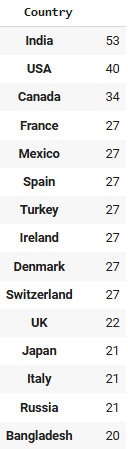 Country
India 53
USA 40
Canada 34
France 27
Mexico 27
Spain 27
Turkey 27
Ireland 27
Denmark 27
Switzerland 27
UK 22
Japan 21
Italy 21
Russia 21
Bangladesh 20